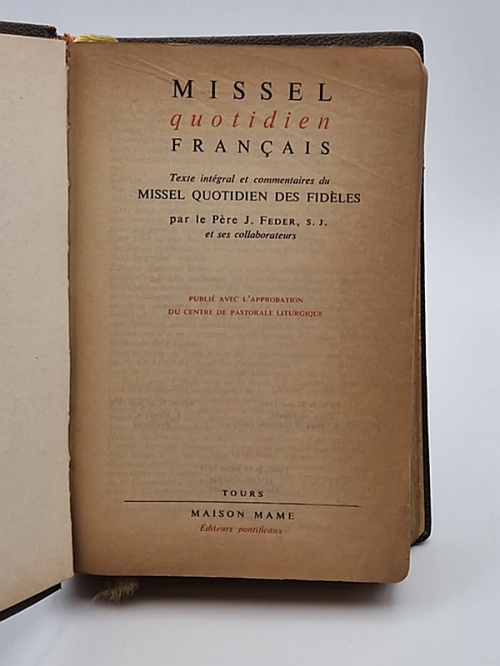 MISSEL
quotidien
FRANÇAIS
Texte intégral et commentaires du
MISSEL QUOTIDIEN DES FIDÈLES
par le Père J. FEDER, S. J.
et ses collaborateurs
PUBLIÉ AVEC L'APPROBATION
DU CENTRE DE PASTORALE LITURGIQUE
TOURS
MAISON MAME
Éditeurs pontificaux